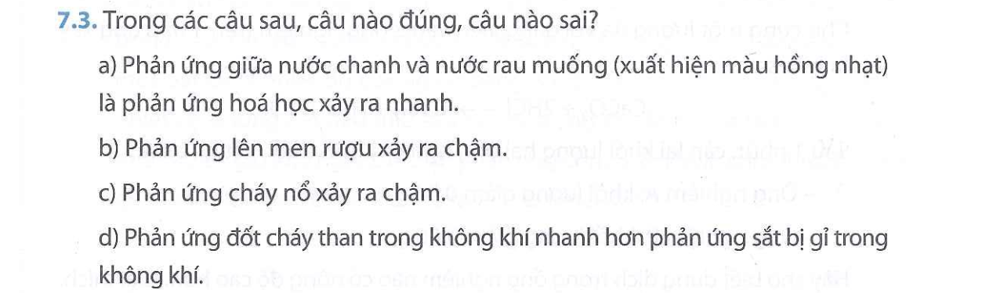 7.3. Trong các câu sau, câu nào đúng, câu nào sai?
a) Phản ứng giữa nước chanh và nước rau muống (xuất hiện màu hồng nhạt)
là phản ứng hoá học xảy ra nhanh.
b) Phản ứng lên men rượu xảy ra chậm.
c) Phản ứng cháy nổ xảy ra chậm.
d) Phản ứng đốt cháy than trong không khí nhanh hơn phản ứng sắt bị gỉ trong
không khí.